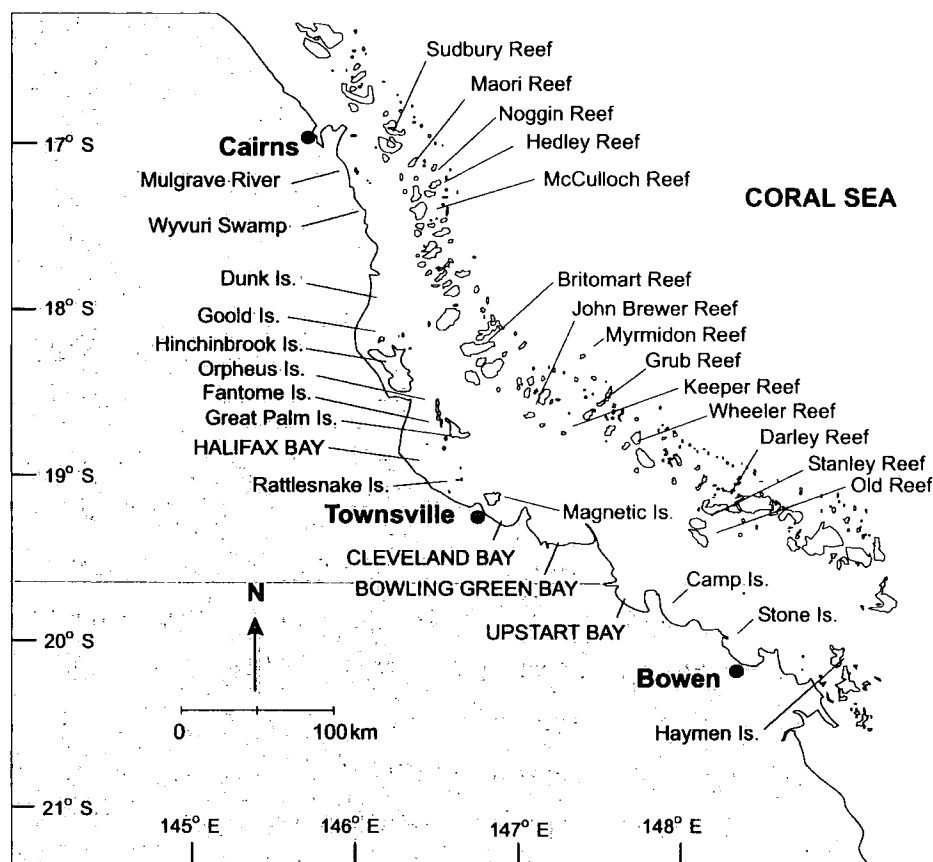 Sudbury Reef
Maori Reef
Noggin Reef
17° S
Cairns
Hedley Reef
Mulgrave River
McCulloch Reef
CORAL SEA
Wyvuri Swamp
Dunk Is.
Britomart Reef
18° S
John Brewer Reef
Goold Is.
Myrmidon Reef
Hinchinbrook Is.
Grub Reef
Orpheus Is.
Keeper Reef
Fantome Is.
Wheeler Reef
Great Palm Is.
Darley Reef
HALIFAX BAY
Stanley Reef
19° S
Rattlesnake Is.
Old Reef
Townsville
Magnetic Is.
CLEVELAND BAY
BOWLING GREEN BAY
Camp Is.
N
UPSTART BAY
Stone Is.
20° S
Bowen
0 100km
Haymen Is.
21° S
145° E 146° E 147° E 148° E